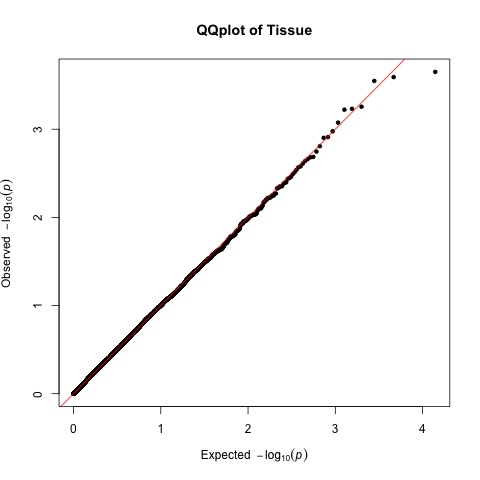 QQplot of Tissue
Observed −log10(p)
3
2
1
0
0 1 2 3 4
Expected −log10(p)